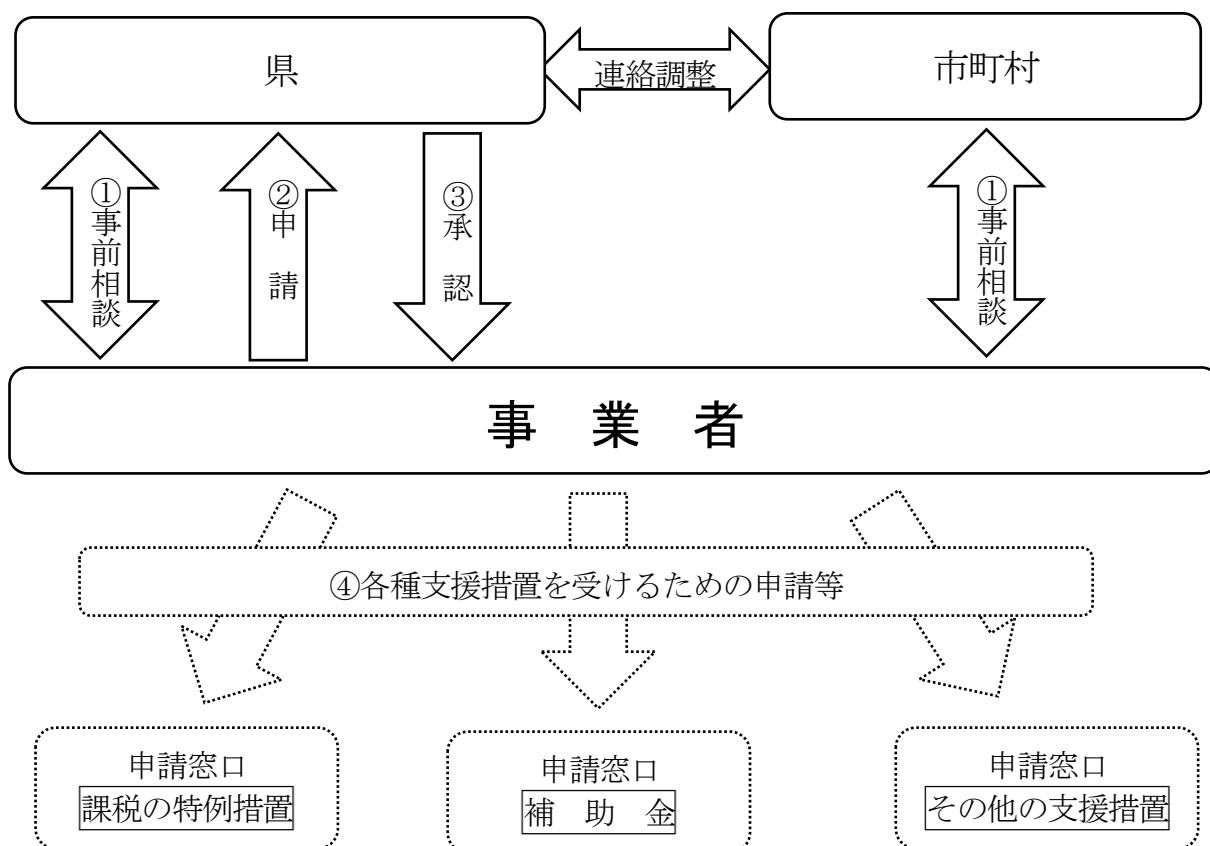 県
連絡調整
市町村
①事前相談
②申　請
③承　認
①事前相談
事　業　者
④各種支援措置を受けるための申請等
申請窓口
課税の特例措置
申請窓口
補　助　金
申請窓口
その他の支援措置